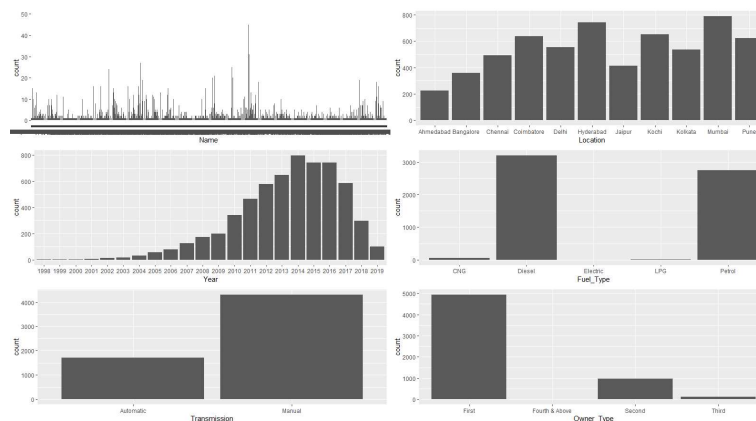 50
40
30
20
10
0
count
Name
800
600
400
200
0
count
Ahmedabad Bangalore Chennai Coimbatore Delhi Hyderabad Jaipur Kochi Kolkata Mumbai Pune
Location
800
600
400
200
0
count
1998 1999 2000 2001 2002 2003 2004 2005 2006 2007 2008 2009 2010 2011 2012 2013 2014 2015 2016 2017 2018 2019
Year
3000
2000
1000
0
count
CNG Diesel Electric LPG Petrol
Fuel_Type
4000
3000
2000
1000
0
count
Automatic Manual
Transmission
5000
4000
3000
2000
1000
0
count
First Fourth & Above Second Third
Owner_Type